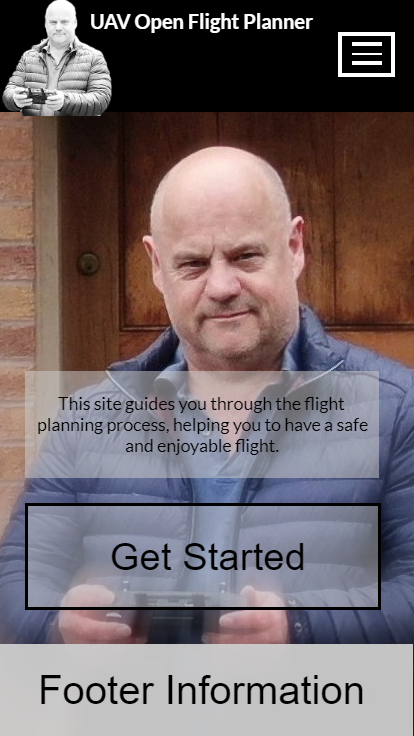 UAV Open Flight Planner
This site guides you through the flight
planning process, helping you to have a safe
and enjoyable flight.
Get Started
Footer Information